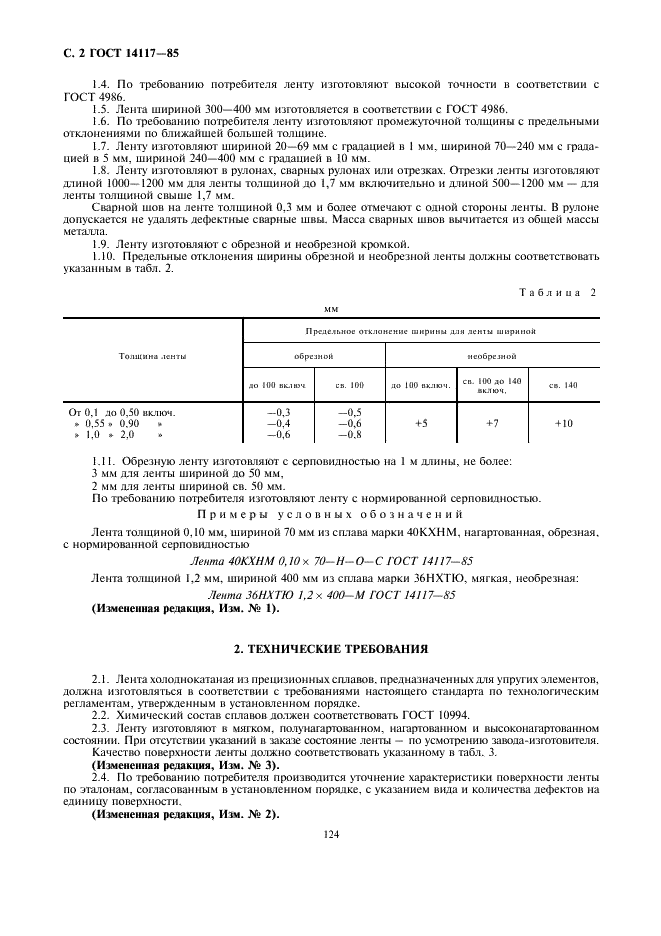 С. 2 ГОСТ 14117—85
1.4. По требованию потребителя ленту изготовляют высокой точности в соответствии с
ГОСТ 4986.
1.5. Лента шириной 300—400 мм изготовляется в соответствии с ГОСТ 4986.
1.6. По требованию потребителя ленту изготовляют промежуточной толщины с предельными
отклонениями по ближайшей большей толщине.
1.7. Ленту изготовляют шириной 20—69 мм с градацией в 1 мм, шириной 70—240 мм с града-
цией в 5 мм, шириной 240—400 мм с градацией в 10 мм.
1.8. Ленту изготовляют в рулонах, сварных рулонах или отрезках. Отрезки ленты изготовляют
длиной 1000—1200 мм для ленты толщиной до 1,7 мм включительно и длиной 500—1200 мм — для
ленты толщиной свыше 1,7 мм.
Сварной шов на ленте толщиной 0,3 мм и более отмечают с одной стороны ленты. В рулоне
допускается не удалять дефектные сварные швы. Масса сварных швов вычитается из общей массы
металла.
1.9. Ленту изготовляют с обрезной и необрезной кромкой.
1.10. Предельные отклонения ширины обрезной и необрезной ленты должны соответствовать
указанным в табл. 2.
Таблица 2
мм
Толщина ленты
Предельное отклонение ширины для ленты шириной
обрезной необрезной
до 100 включ. св. 100 до 100 включ. св. 100 до 140 включ. св. 140
От 0,1 до 0,50 включ. —0,3 —0,5
» 0,55 » 0,90 » —0,4 —0,6 +5 +7 +10
» 1,0 » 2,0 » —0,6 —0,8
1.11. Обрезную ленту изготовляют с серповидностью на 1 м длины, не более:
3 мм для ленты шириной до 50 мм,
2 мм для ленты шириной св. 50 мм.
По требованию потребителя изготовляют ленту с нормированной серповидностью.
Примеры условных обозначений
Лента толщиной 0,10 мм, шириной 70 мм из сплава марки 40КХНМ, нагартованная, обрезная,
с нормированной серповидностью
Лента 40КХНМ 0,10 × 70—Н—О—С ГОСТ 14117—85
Лента толщиной 1,2 мм, шириной 400 мм из сплава марки 36НХТЮ, мягкая, необрезная:
Лента 36НХТЮ 1,2 × 400—М ГОСТ 14117—85
(Измененная редакция, Изм. № 1).
2. ТЕХНИЧЕСКИЕ ТРЕБОВАНИЯ
2.1. Лента холоднокатаная из прецизионных сплавов, предназначенных для упругих элементов,
должна изготовляться в соответствии с требованиями настоящего стандарта по технологическим
регламентам, утвержденным в установленном порядке.
2.2. Химический состав сплавов должен соответствовать ГОСТ 10994.
2.3. Ленту изготовляют в мягком, полунагартованном, нагартованном и высоконагартованном
состоянии. При отсутствии указаний в заказе состояние ленты — по усмотрению завода-изготовителя.
Качество поверхности ленты должно соответствовать указанному в табл. 3.
(Измененная редакция, Изм. № 3).
2.4. По требованию потребителя производится уточнение характеристики поверхности ленты
по эталонам, согласованным в установленном порядке, с указанием вида и количества дефектов на
единицу поверхности.
(Измененная редакция, Изм. № 2).
124